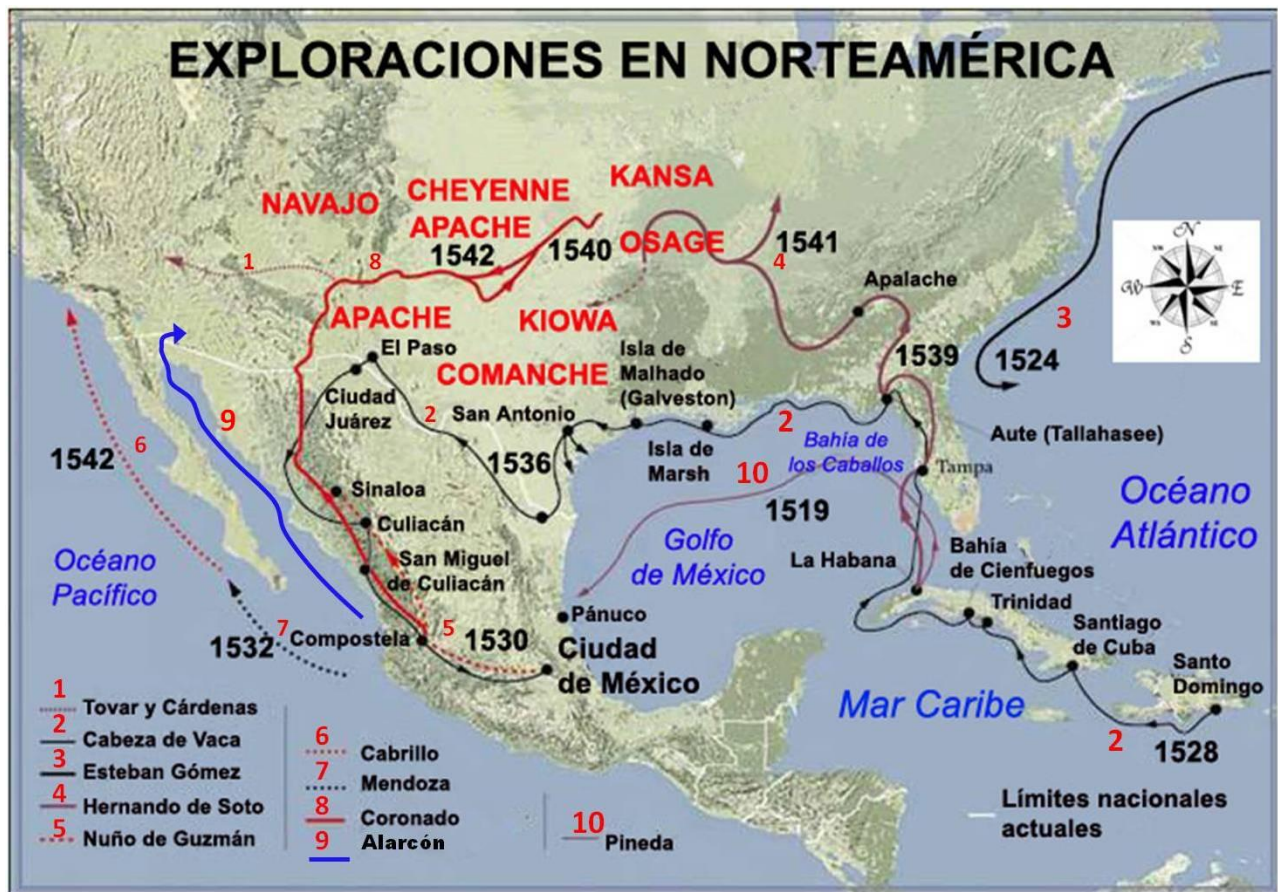 EXPLORACIONES EN NORTEAMÉRICA
NAVAJO
CHEYENNE
APACHE
KANSA
OSAGE
1542
1540
1541
1
8
4
Apalache
N
NW
NE
W
E
WS
SE
S
3
1524
APACHE
KIOWA
COMANCHE
El Paso
Ciudad
Juárez
Isla de
Malhado
(Galveston)
1539
2
San Antonio
2
Isla de
Marsh
Bahía de
los Caballos
Aute (Tallahasee)
Tampa
9
6
1542
1536
10
1519
Sinaloa
Culiacán
San Miguel
de Culiacán
Golfo
de México
Océano
Atlántico
Océano
Pacífico
La Habana
Bahía
de Cienfuegos
Trinidad
Santiago
de Cuba
Santo
Domingo
Pánuco
7
1532
Compostela
5
1530
Ciudad
de México
Mar Caribe
2
1528
1
Tovar y Cárdenas
2
Cabeza de Vaca
3
Esteban Gómez
4
Hernando de Soto
5
Nuño de Guzmán
6
Cabrillo
7
Mendoza
8
Coronado
9
Alarcón
10
Pineda
Límites nacionales
actuales